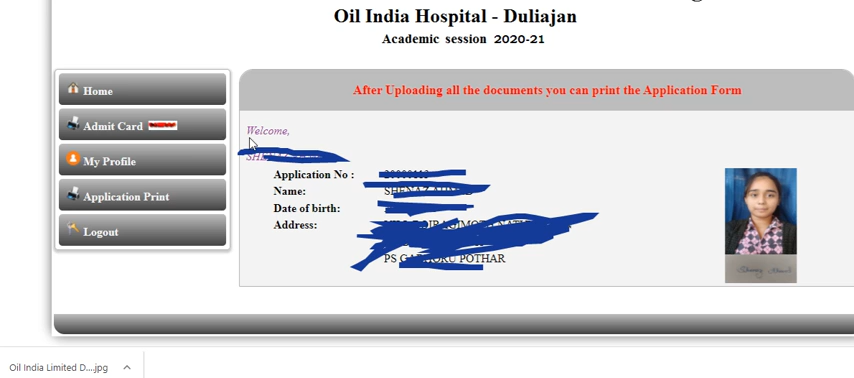 Oil India Hospital - Duliajan
Academic session 2020-21
After Uploading all the documents you can print the Application Form
Home
Admit Card
My Profile
Application Print
Logout
Welcome,
Application No :
Name:
Date of birth:
Address:
PS
POTHAR
Oil India Limited D....jpg